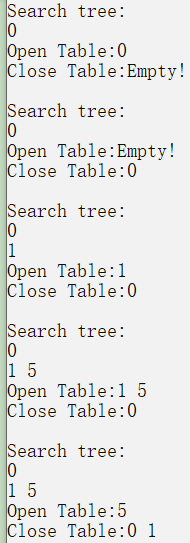 Search tree:
0
Open Table:0
Close Table:Empty!
Search tree:
0
Open Table:Empty!
Close Table:0
Search tree:
0
1
Open Table:1
Close Table:0
Search tree:
0
1 5
Open Table:1 5
Close Table:0
Search tree:
0
1 5
Open Table:5
Close Table:0 1